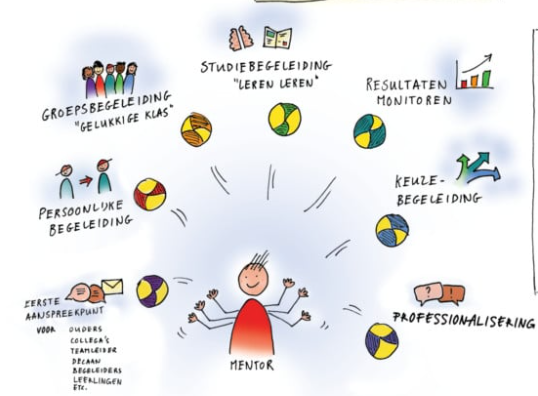 STUDIEBEGELEIDING
"LEREN LEREN"
GROEPSBEGELEIDING
"GELUKKIGE KLAS"
RESULTATEN
MONITOREN
PERSOONLIJKE
BEGELEIDING
KEUZE-
BEGELEIDING
EERSTE
AANSPREEKPUNT
VOOR OUDERS
COLLEGA'S
TEAMLEIDER
DECAAN
BEGELEIDERS
LEERLINGEN
ETC.
? !
PROFESSIONALISERING
MENTOR